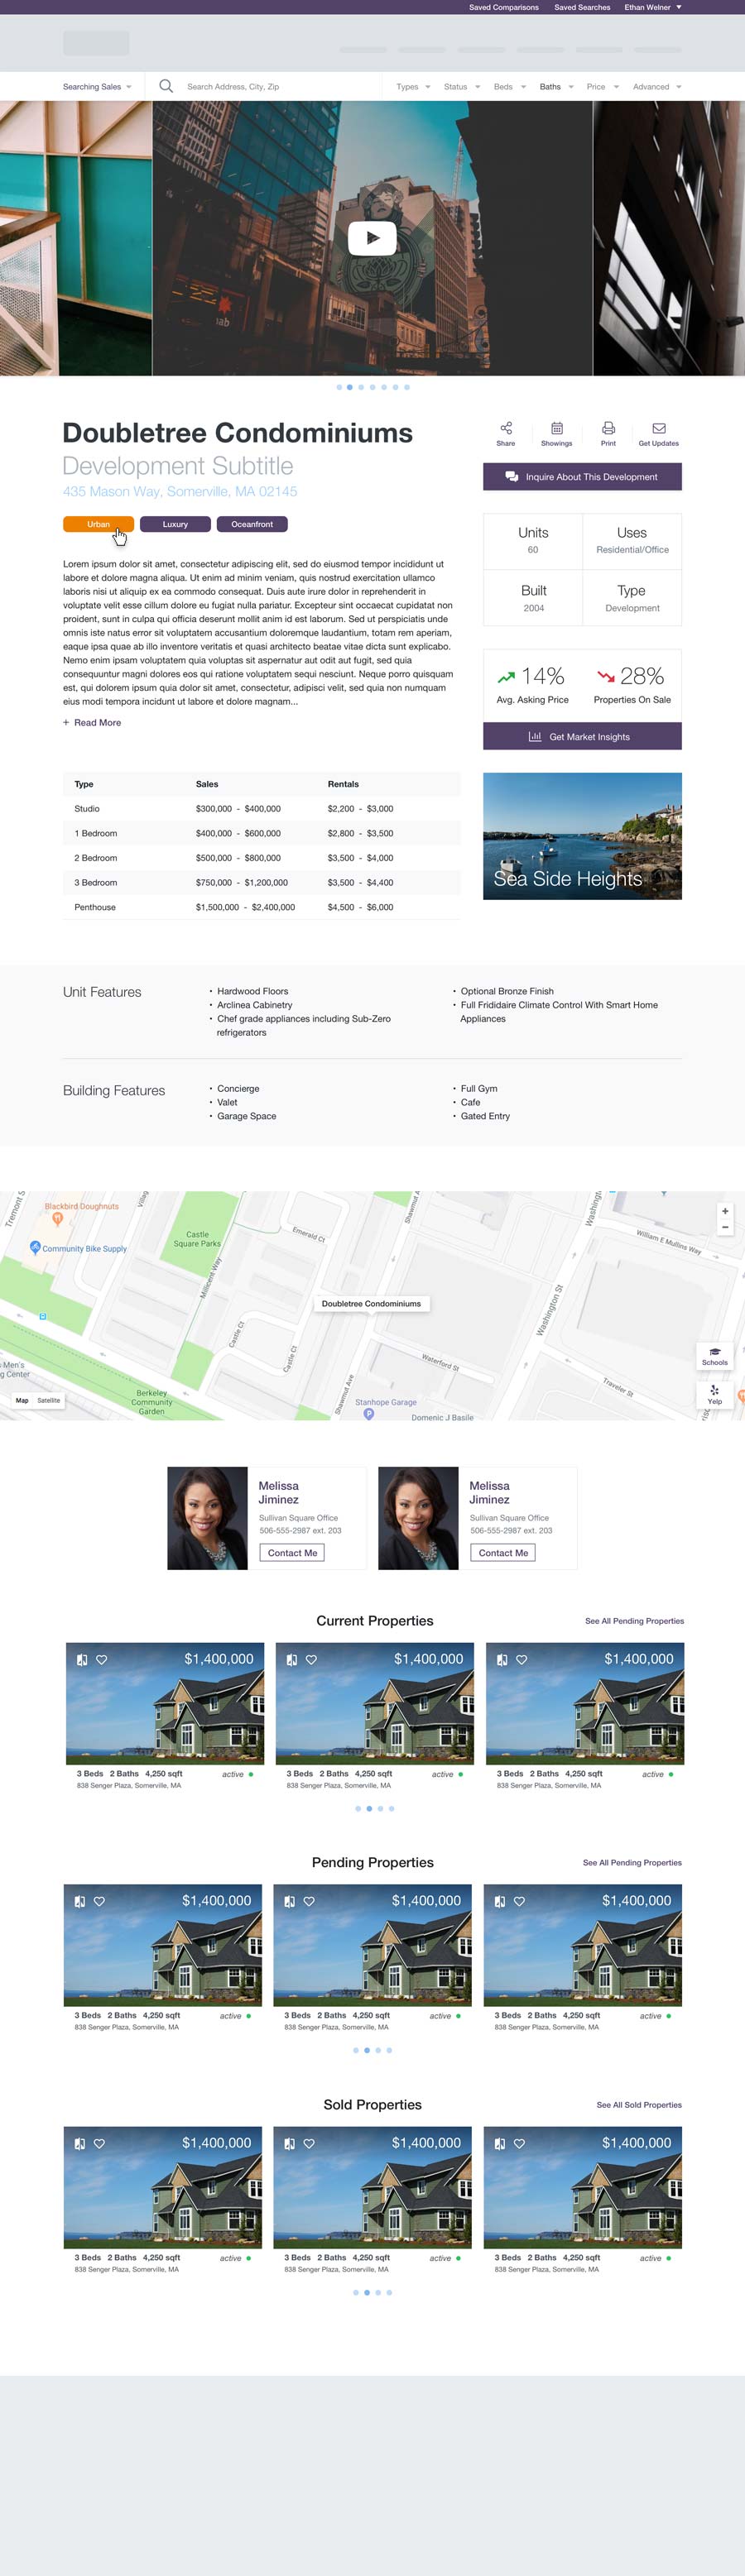 Saved Comparisons Saved Searches Ethan Welner
Searching Sales Search Address, City, Zip Types Status Beds Baths Price Advanced
Doubletree Condominiums
Development Subtitle
435 Mason Way, Somerville, MA 02145
Urban Luxury Oceanfront
Lorem ipsum dolor sit amet, consectetur adipiscing elit, sed do eiusmod tempor incididunt ut
labore et dolore magna aliqua. Ut enim ad minim veniam, quis nostrud exercitation ullamco
laboris nisi ut aliquip ex ea commodo consequat. Duis aute irure dolor in reprehenderit in
voluptate velit esse cillum dolore eu fugiat nulla pariatur. Excepteur sint occaecat cupidatat non
proident, sunt in culpa qui officia deserunt mollit anim id est laborum. Sed ut perspiciatis unde
omnis iste natus error sit voluptatem accusantium doloremque laudantium, totam rem aperiam,
eaque ipsa quae ab illo inventore veritatis et quasi architecto beatae vitae dicta sunt explicabo.
Nemo enim ipsam voluptatem quia voluptas sit aspernatur aut odit aut fugit, sed quia
consequuntur magni dolores eos qui ratione voluptatem sequi nesciunt. Neque porro quisquam
est, qui dolorem ipsum quia dolor sit amet, consectetur, adipisci velit, sed quia non numquam
eius modi tempora incidunt ut labore et dolore magnam...
+ Read More
Share Showings Print Get Updates
Inquire About This Development
Units Uses
60 Residential/Office
Built Type
2004 Development
14% 28%
Avg. Asking Price Properties On Sale
Get Market Insights
Type Sales Rentals
Studio $300,000 - $400,000 $2,200 - $3,000
1 Bedroom $400,000 - $600,000 $2,800 - $3,500
2 Bedroom $500,000 - $800,000 $3,500 - $4,000
3 Bedroom $750,000 - $1,200,000 $3,500 - $4,400
Penthouse $1,500,000 - $2,400,000 $4,500 - $6,000
Sea Side Heights
Unit Features
• Hardwood Floors
• Arclinea Cabinetry
• Chef grade appliances including Sub-Zero
refrigerators
• Optional Bronze Finish
• Full Frididaire Climate Control With Smart Home
Appliances
Building Features
• Concierge
• Valet
• Garage Space
• Full Gym
• Cafe
• Gated Entry
Tremont S
Blackbird Doughnuts
Villag
Community Bike Supply
Castle
Square Parks
Emerald Ct
Shawmut A
Washingt
William E Mullins Way
+
−
Millicent Way
Doubletree Condominiums
Washington St
Castle Ct
Castle Ct
Waterford St
Schools
Men's
g Center
Map Satellite
Berkeley
Community
Garden
Shawmut Ave
Stanhope Garage
P
Domenic J Basile
Traveler St
Yelp
Melissa
Jiminez
Sullivan Square Office
506-555-2987 ext. 203
Contact Me
Melissa
Jiminez
Sullivan Square Office
506-555-2987 ext. 203
Contact Me
Current Properties See All Pending Properties
$1,400,000 $1,400,000 $1,400,000
3 Beds 2 Baths 4,250 sqft active 3 Beds 2 Baths 4,250 sqft active 3 Beds 2 Baths 4,250 sqft active
838 Senger Plaza, Somerville, MA 838 Senger Plaza, Somerville, MA 838 Senger Plaza, Somerville, MA
Pending Properties See All Pending Properties
$1,400,000 $1,400,000 $1,400,000
3 Beds 2 Baths 4,250 sqft active 3 Beds 2 Baths 4,250 sqft active 3 Beds 2 Baths 4,250 sqft active
838 Senger Plaza, Somerville, MA 838 Senger Plaza, Somerville, MA 838 Senger Plaza, Somerville, MA
Sold Properties See All Sold Properties
$1,400,000 $1,400,000 $1,400,000
3 Beds 2 Baths 4,250 sqft active 3 Beds 2 Baths 4,250 sqft active 3 Beds 2 Baths 4,250 sqft active
838 Senger Plaza, Somerville, MA 838 Senger Plaza, Somerville, MA 838 Senger Plaza, Somerville, MA